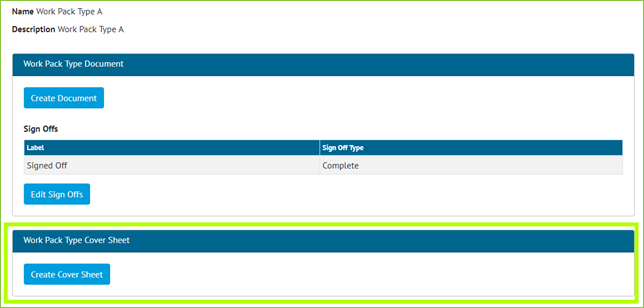 Name Work Pack Type A
Description Work Pack Type A
Work Pack Type Document
Create Document
Sign Offs
Label Sign Off Type
Signed Off Complete
Edit Sign Offs
Work Pack Type Cover Sheet
Create Cover Sheet